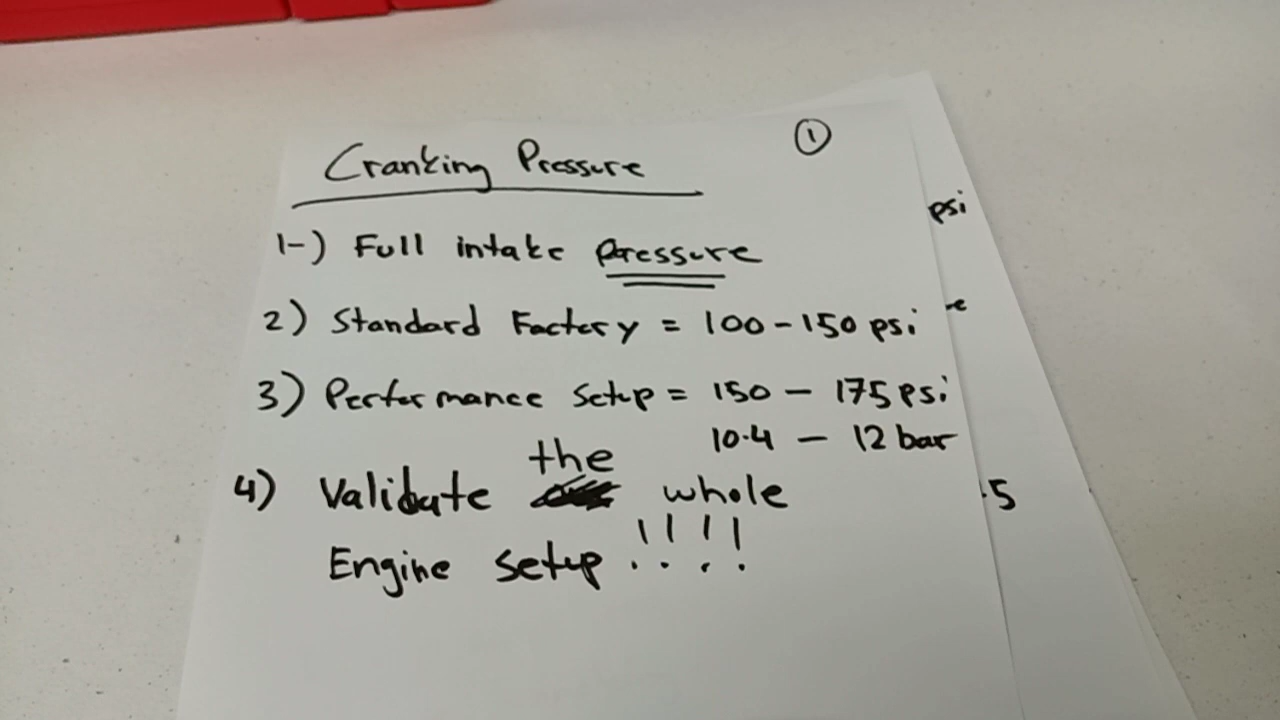 ①
Cranking Pressure
1-) Full intake pressure
2) Standard Factory = 100-150 psi
3) Performance Setup = 150 - 175 psi
10.4 - 12 bar
4) Validate the whole
Engine setup !!!!
psi
e
.5